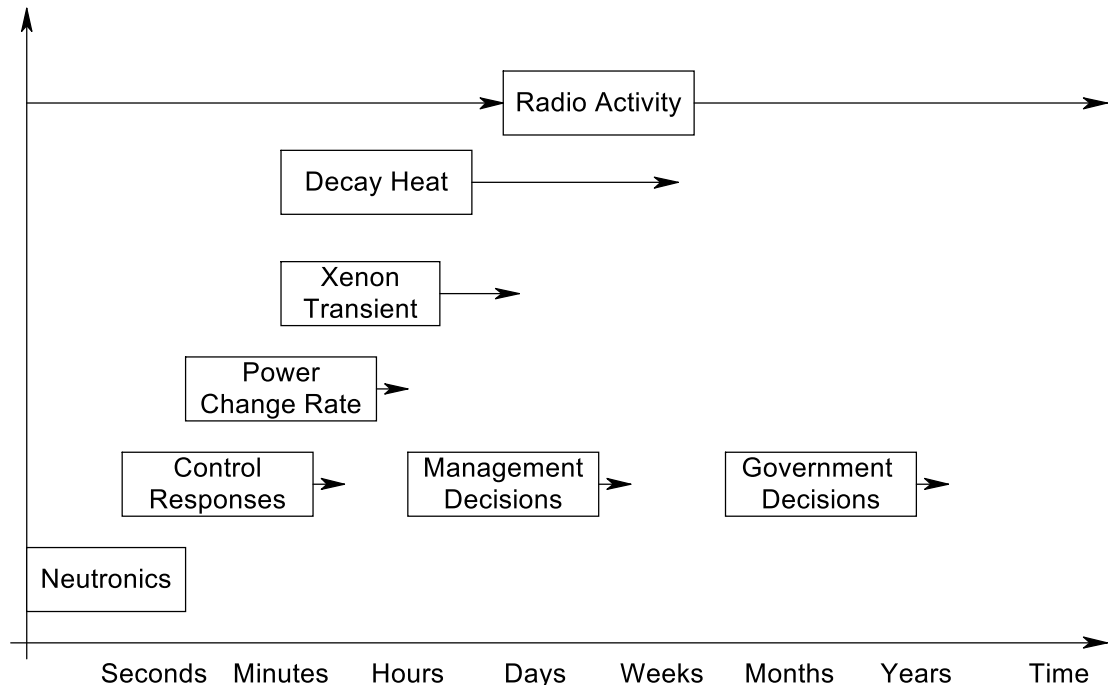 Radio Activity
Decay Heat
Xenon
Transient
Power
Change Rate
Control
Responses
Management
Decisions
Government
Decisions
Neutronics
Seconds Minutes Hours Days Weeks Months Years Time